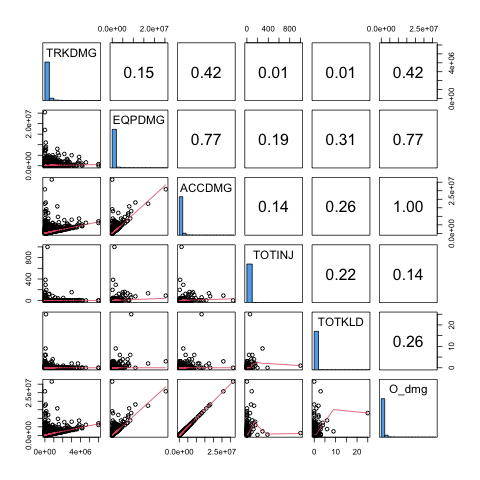 0.0e+00 2.0e+07 0 400 800 0.0e+00 2.0e+07
TRKDMG 0.15 0.42 0.01 0.01 0.42 0e+00 4e+06
0.0e+00 2.0e+07 EQPDMG 0.77 0.19 0.31 0.77
ACCDMG 0.14 0.26 1.00 0.0e+00 2.5e+07
0 400 800 TOTINJ 0.22 0.14
TOTKLD 0.26 0 10 20
0.0e+00 2.5e+07 O_dmg
0e+00 4e+06 0.0e+00 2.5e+07 0 5 15 25